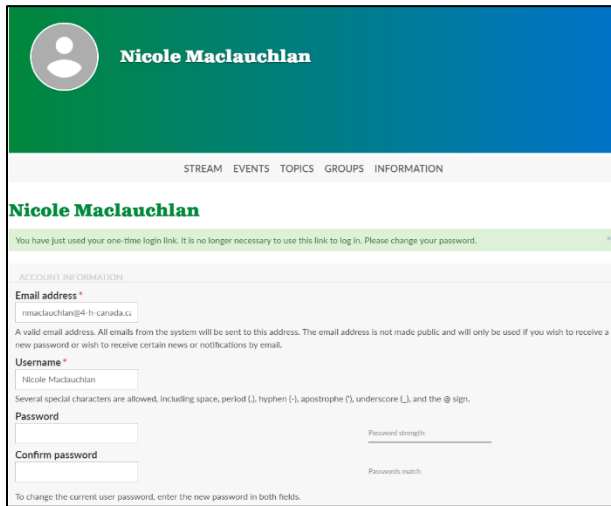 Nicole Maclauchlan
STREAM EVENTS TOPICS GROUPS INFORMATION
Nicole Maclauchlan
You have just used your one-time login link. It is no longer necessary to use this link to log in. Please change your password.
×
ACCOUNT INFORMATION
Email address *
nmaclauchlan@4-h-canada.ca
A valid email address. All emails from the system will be sent to this address. The email address is not made public and will only be used if you wish to receive a
new password or wish to receive certain news or notifications by email.
Username *
Nicole Maclauchlan
Several special characters are allowed, including space, period (.), hyphen (-), apostrophe ('), underscore (_), and the @ sign.
Password
Password strength:
Confirm password
Passwords match:
To change the current user password, enter the new password in both fields.